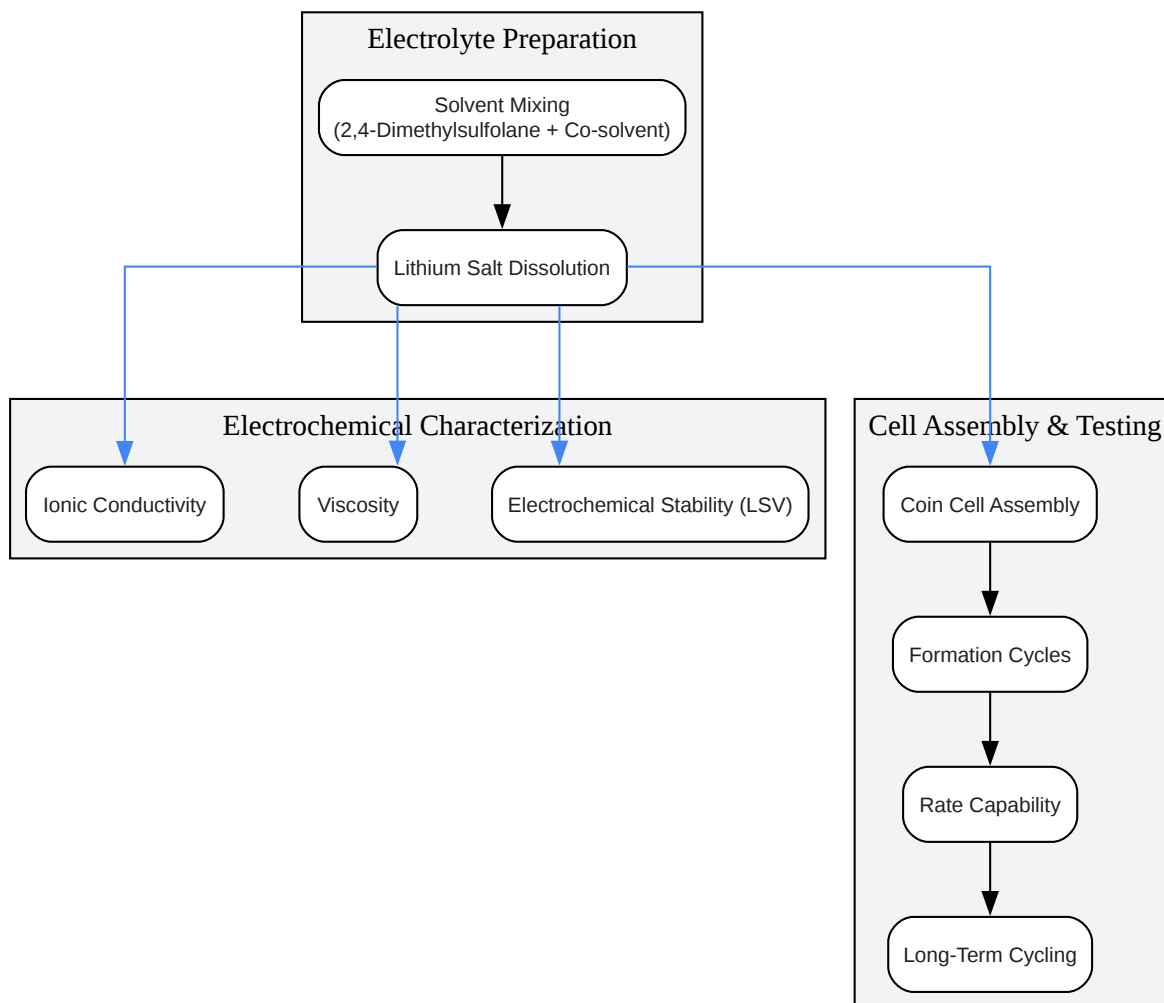 Electrolyte Preparation
Solvent Mixing
(2,4-Dimethylsulfolane + Co-solvent)
Lithium Salt Dissolution
Electrochemical Characterization
Ionic Conductivity
Viscosity
Electrochemical Stability (LSV)
Cell Assembly & Testing
Coin Cell Assembly
Formation Cycles
Rate Capability
Long-Term Cycling